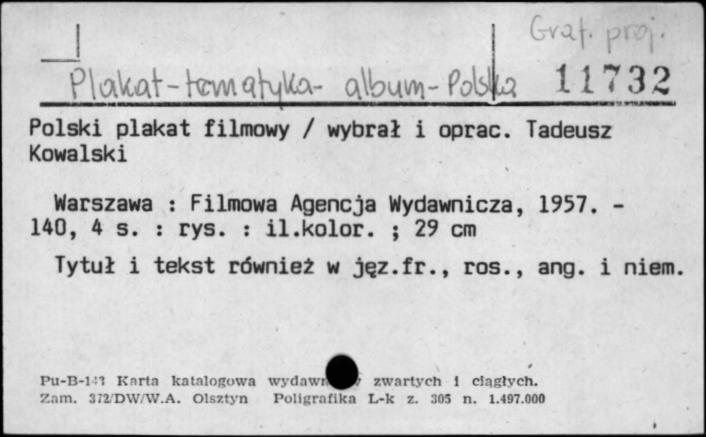 Graf. proj.
Plakat-tematyka- album-Polska 11732
Polski plakat filmowy / wybrał i oprac. Tadeusz
Kowalski
Warszawa : Filmowa Agencja Wydawnicza, 1957. -
140, 4 s. : rys. : il.kolor. ; 29 cm
Tytuł i tekst również w jęz.fr., ros., ang. i niem.
Pu-B-143 Karta katalogowa zwartych i ciągłych.
Zam. 372/DW/W.A. Olsztyn Poligrafika L-k z. 305 n. 1.497.000